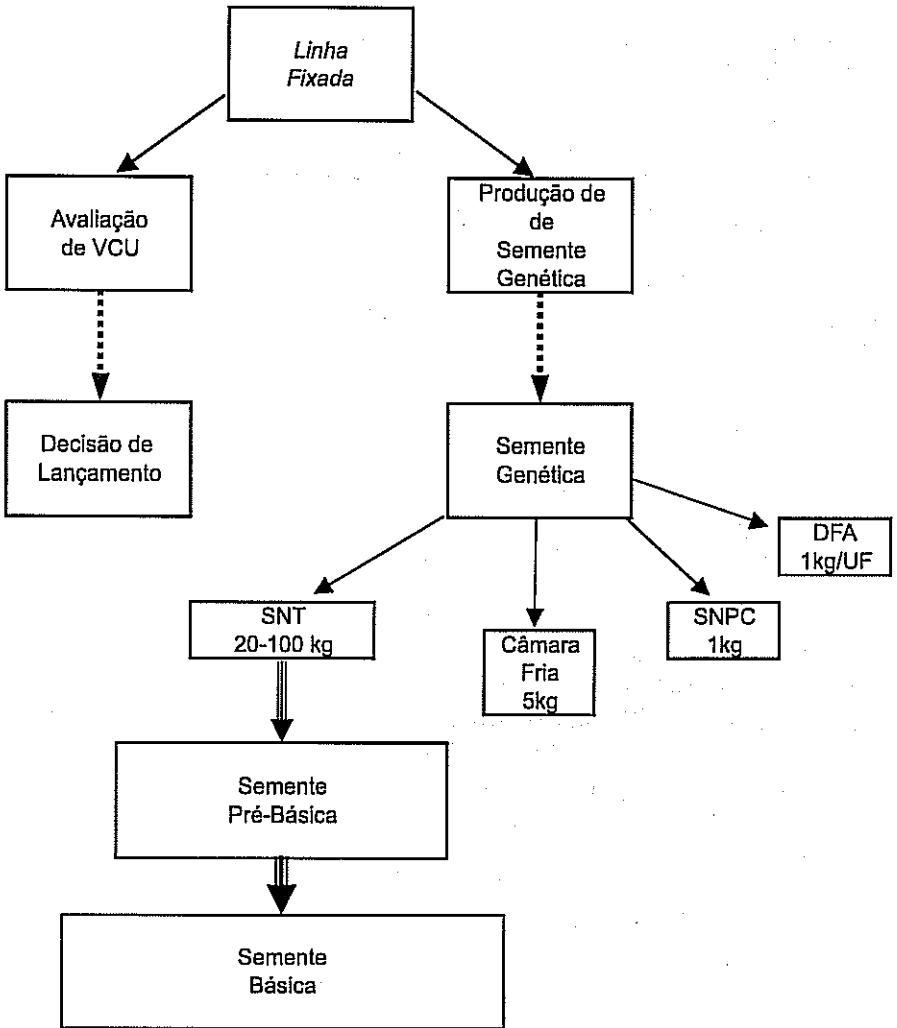 Linha
Fixada
Avaliação
de VCU
Produção de
de
Semente
Genética
Decisão de
Lançamento
Semente
Genética
DFA
1kg/UF
SNT
20-100 kg
Câmara
Fria
5kg
SNPC
1kg
Semente
Pré-Básica
Semente
Básica